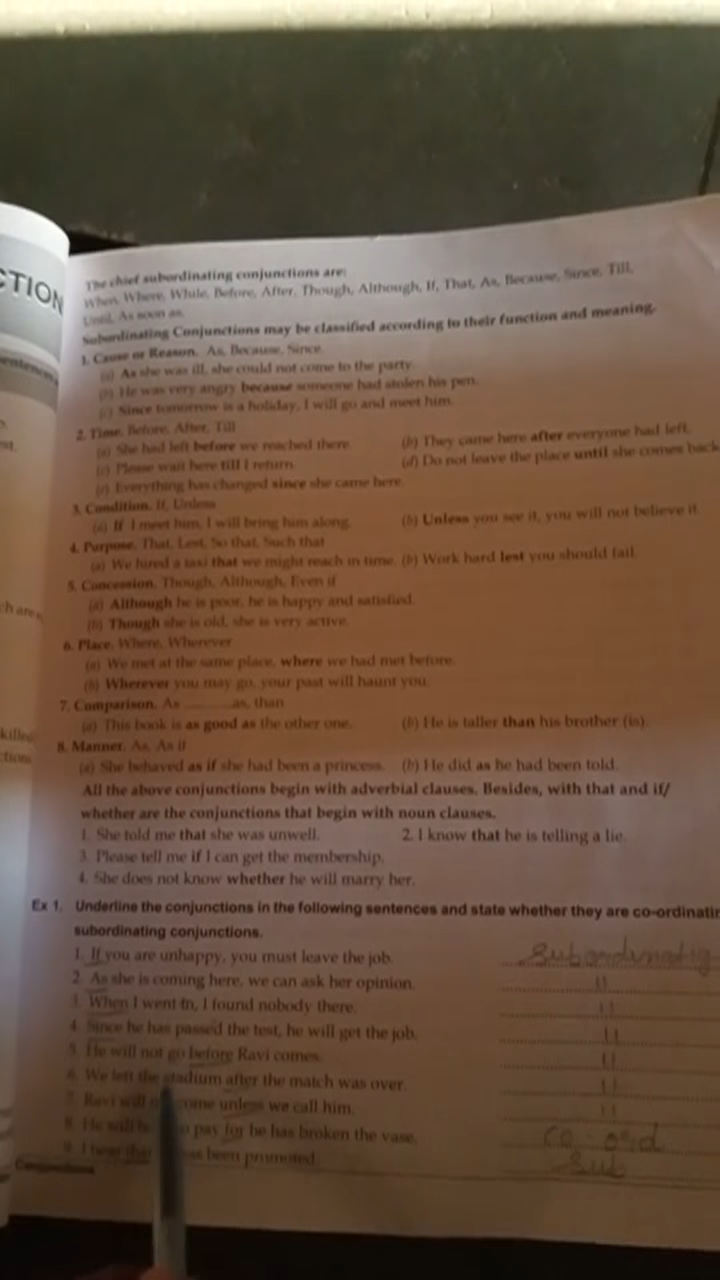 CTION
The chief subordinating conjunctions are:
When, Where, While, Before, After, Though, Although, If, That, As, Because, Since, Till,
Until, As soon as.
Subordinating Conjunctions may be classified according to their function and meaning.
1. Cause or Reason. As, Because, Since
(a) As she was ill, she could not come to the party.
(b) He was very angry because someone had stolen his pen.
(c) Since tomorrow is a holiday, I will go and meet him.
2. Time. Before, After, Till
(a) She had left before we reached there. (b) They came here after everyone had left.
(c) Please wait here till I return. (d) Do not leave the place until she comes back
(e) Everything has changed since she came here.
3. Condition. If, Unless
(a) If I meet him, I will bring him along. (b) Unless you see it, you will not believe it.
4. Purpose. That, Lest, So that, Such that
(a) We hired a taxi that we might reach in time. (b) Work hard lest you should fail.
5. Concession. Though, Although, Even if
(a) Although he is poor, he is happy and satisfied.
(b) Though she is old, she is very active.
6. Place. Where, Wherever
(a) We met at the same place, where we had met before.
(b) Wherever you may go, your past will haunt you.
7. Comparison. As ........... as, than
(a) This book is as good as the other one. (b) He is taller than his brother (is).
8. Manner. As, As if
(a) She behaved as if she had been a princess. (b) He did as he had been told.
All the above conjunctions begin with adverbial clauses. Besides, with that and if/
whether are the conjunctions that begin with noun clauses.
1. She told me that she was unwell. 2. I know that he is telling a lie.
3. Please tell me if I can get the membership.
4. She does not know whether he will marry her.
Ex 1. Underline the conjunctions in the following sentences and state whether they are co-ordinatin
subordinating conjunctions.
1. If you are unhappy, you must leave the job. Subordinatig
2. As she is coming here, we can ask her opinion. "
3. When I went in, I found nobody there. "
4. Since he has passed the test, he will get the job. "
5. He will not go before Ravi comes. "
6. We left the stadium after the match was over. "
7. Ravi will come unless we call him. "
8. He will pay for he has broken the vase. co-ord
9. I hear that has been promoted. Sub
Conjunctions
killed